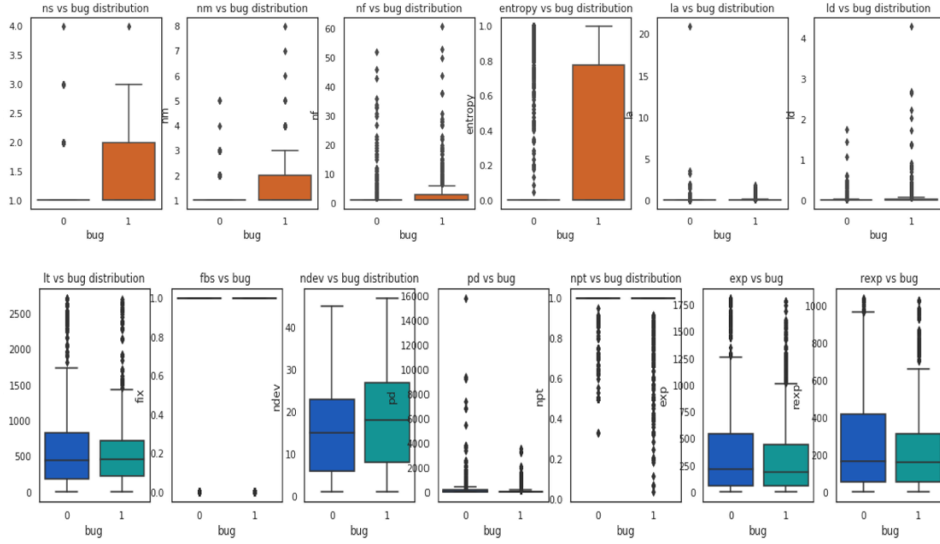 ns vs bug distribution
nm vs bug distribution
nf vs bug distribution
entropy vs bug distribution
la vs bug distribution
ld vs bug distribution
4.0
3.5
3.0
2.5
2.0
1.5
1.0
0
1
bug
nm
8
7
6
5
4
3
2
1
0
1
bug
nf
60
50
40
30
20
10
0
0
1
bug
entropy
1.0
0.8
0.6
0.4
0.2
0.0
0
1
bug
la
20
15
10
5
0
0
1
bug
ld
4
3
2
1
0
0
1
bug
lt vs bug distribution
fbs vs bug
ndev vs bug distribution
pd vs bug
npt vs bug distribution
exp vs bug
rexp vs bug
2500
2000
1500
1000
500
0
0
1
bug
fix
1.0
0.8
0.6
0.4
0.2
0.0
0
1
bug
ndev
40
30
20
10
0
0
1
bug
pd
16000
14000
12000
10000
8000
6000
4000
2000
0
0
1
bug
npt
1.0
0.8
0.6
0.4
0.2
0.0
0
1
bug
exp
1750
1500
1250
1000
750
500
250
0
0
1
bug
rexp
1000
800
600
400
200
0
0
1
bug